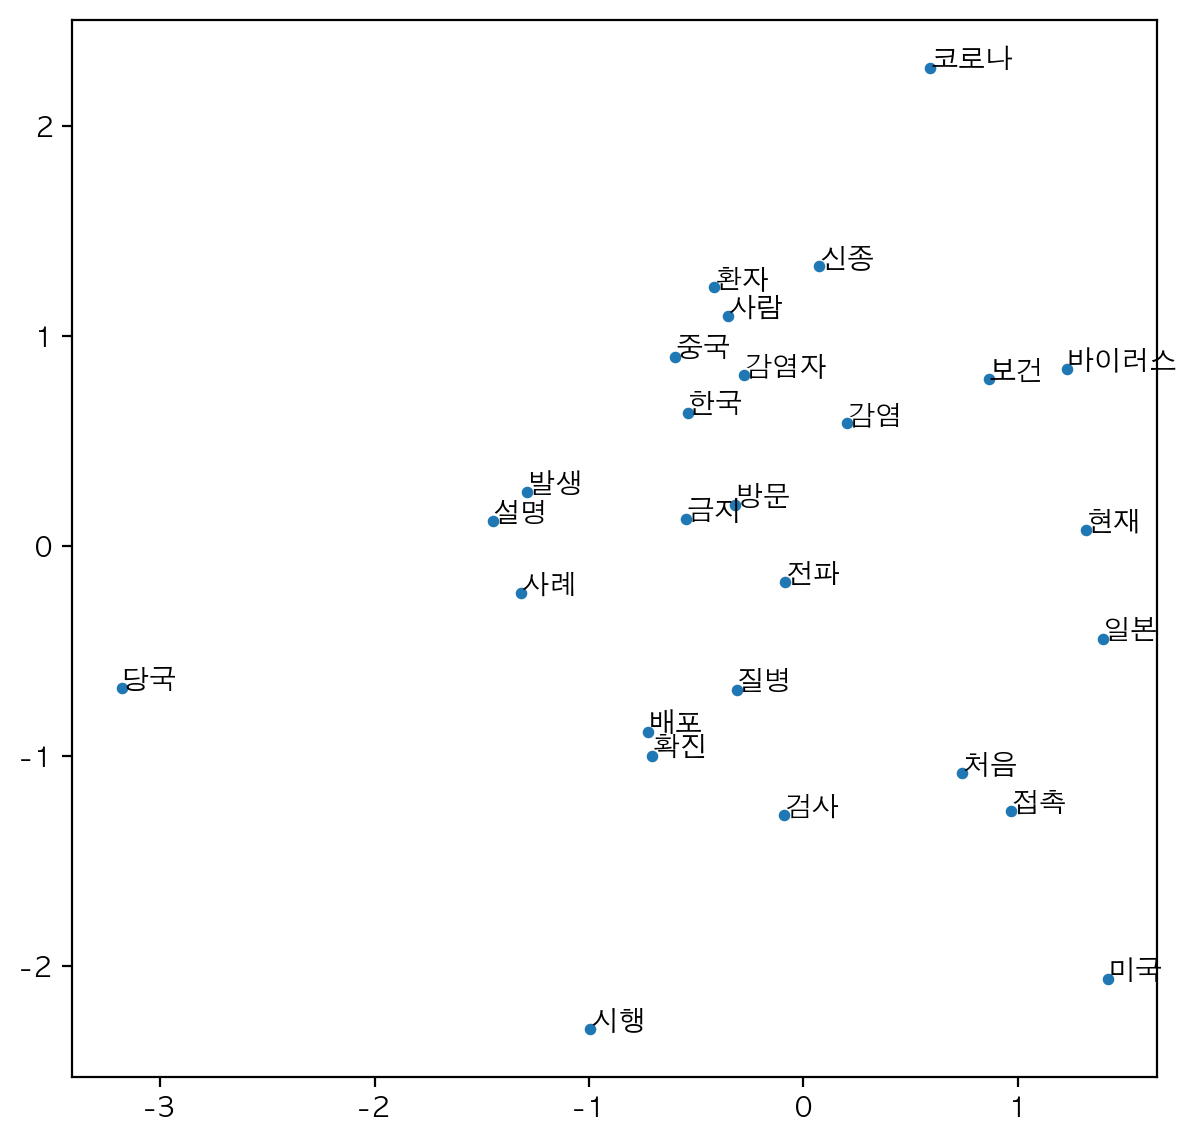 코로나
2
신종
환자
사람
1
중국
바이러스
감염자
보건
한국
감염
발생
방문
설명
금지
현재
0
전파
사례
일본
당국
질병
배포
확진
-1
처음
접촉
검사
미국
-2
시행
-3
-2
-1
0
1